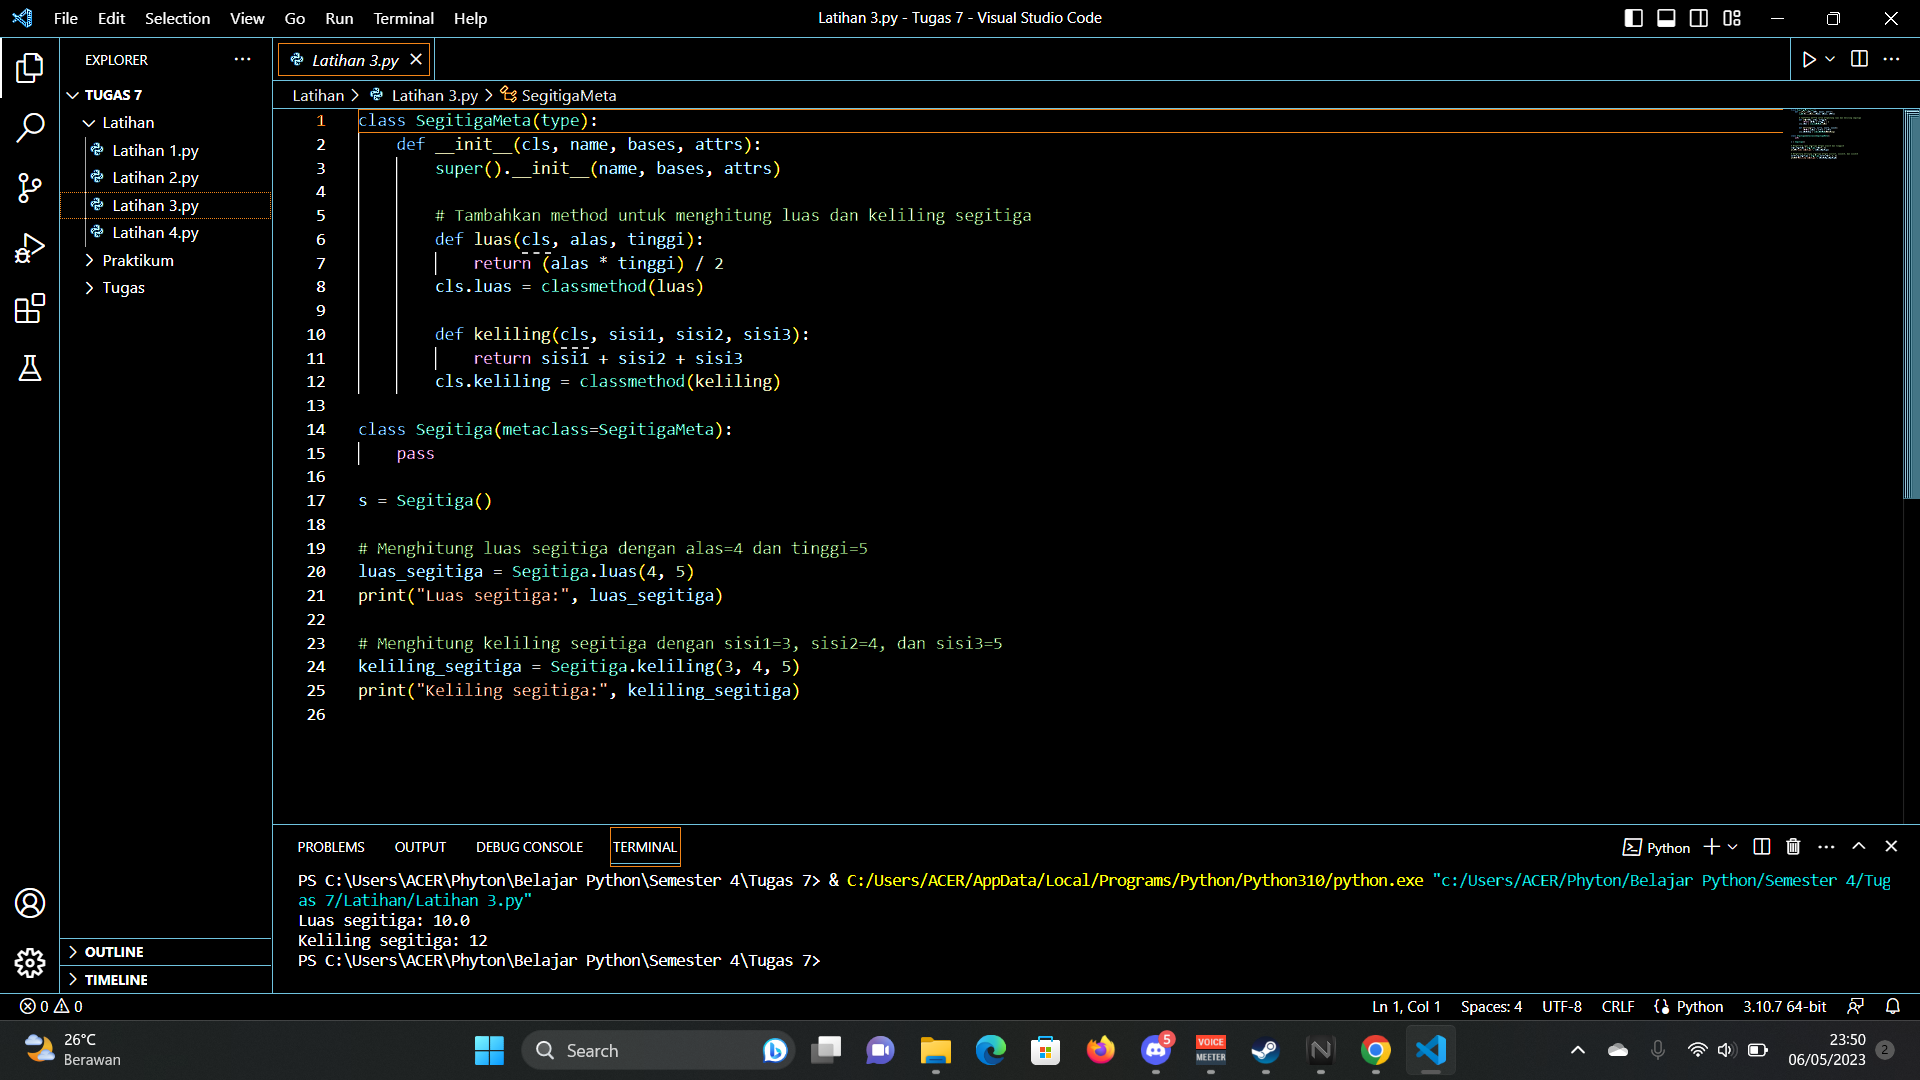 File Edit Selection View Go Run Terminal Help
Latihan 3.py - Tugas 7 - Visual Studio Code
EXPLORER
TUGAS 7
Latihan
Latihan 1.py
Latihan 2.py
Latihan 3.py
Latihan 4.py
Praktikum
Tugas
OUTLINE
TIMELINE
Latihan 3.py
Latihan > Latihan 3.py > SegitigaMeta
1 class SegitigaMeta(type):
2     def __init__(cls, name, bases, attrs):
3         super().__init__(name, bases, attrs)
4
5         # Tambahkan method untuk menghitung luas dan keliling segitiga
6         def luas(cls, alas, tinggi):
7             return (alas * tinggi) / 2
8         cls.luas = classmethod(luas)
9
10         def keliling(cls, sisi1, sisi2, sisi3):
11             return sisi1 + sisi2 + sisi3
12         cls.keliling = classmethod(keliling)
13
14 class Segitiga(metaclass=SegitigaMeta):
15     pass
16
17 s = Segitiga()
18
19 # Menghitung luas segitiga dengan alas=4 dan tinggi=5
20 luas_segitiga = Segitiga.luas(4, 5)
21 print("Luas segitiga:", luas_segitiga)
22
23 # Menghitung keliling segitiga dengan sisi1=3, sisi2=4, dan sisi3=5
24 keliling_segitiga = Segitiga.keliling(3, 4, 5)
25 print("Keliling segitiga:", keliling_segitiga)
26
PROBLEMS OUTPUT DEBUG CONSOLE TERMINAL
Python
PS C:\Users\ACER\Phyton\Belajar Python\Semester 4\Tugas 7> & C:/Users/ACER/AppData/Local/Programs/Python/Python310/python.exe "c:/Users/ACER/Phyton/Belajar Python/Semester 4/Tug
as 7/Latihan/Latihan 3.py"
Luas segitiga: 10.0
Keliling segitiga: 12
PS C:\Users\ACER\Phyton\Belajar Python\Semester 4\Tugas 7>
0 0
Ln 1, Col 1 Spaces: 4 UTF-8 CRLF Python 3.10.7 64-bit
26°C
Berawan
Search
5
VOICE
MEETER
23:50
06/05/2023
2